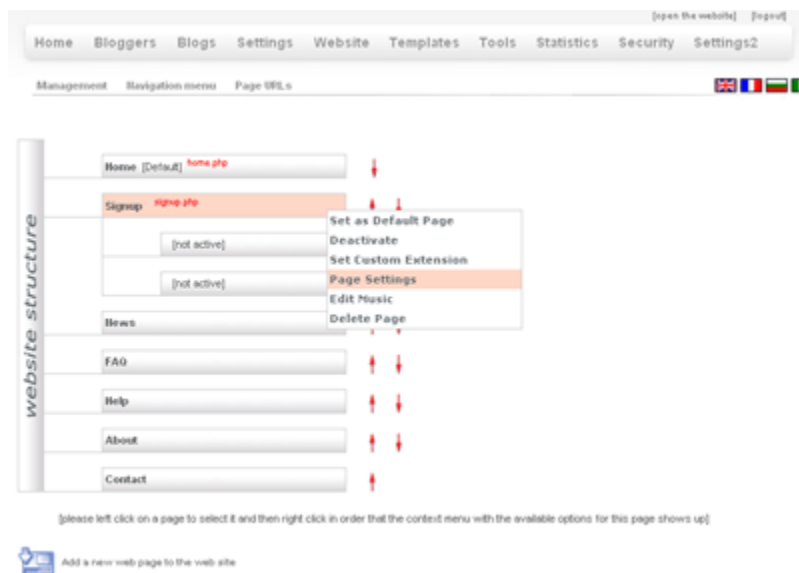 [open the website] [logout]
Home Bloggers Blogs Settings Website Templates Tools Statistics Security Settings2
Management Navigation menu Page URLs
website structure
Home [Default] home.php
Signup signup.php
[not active]
[not active]
Set as Default Page
Deactivate
Set Custom Extension
Page Settings
Edit Music
Delete Page
News
FAQ
Help
About
Contact
[please left click on a page to select it and then right click in order that the context menu with the available options for this page shows up]
Add a new web page to the web site